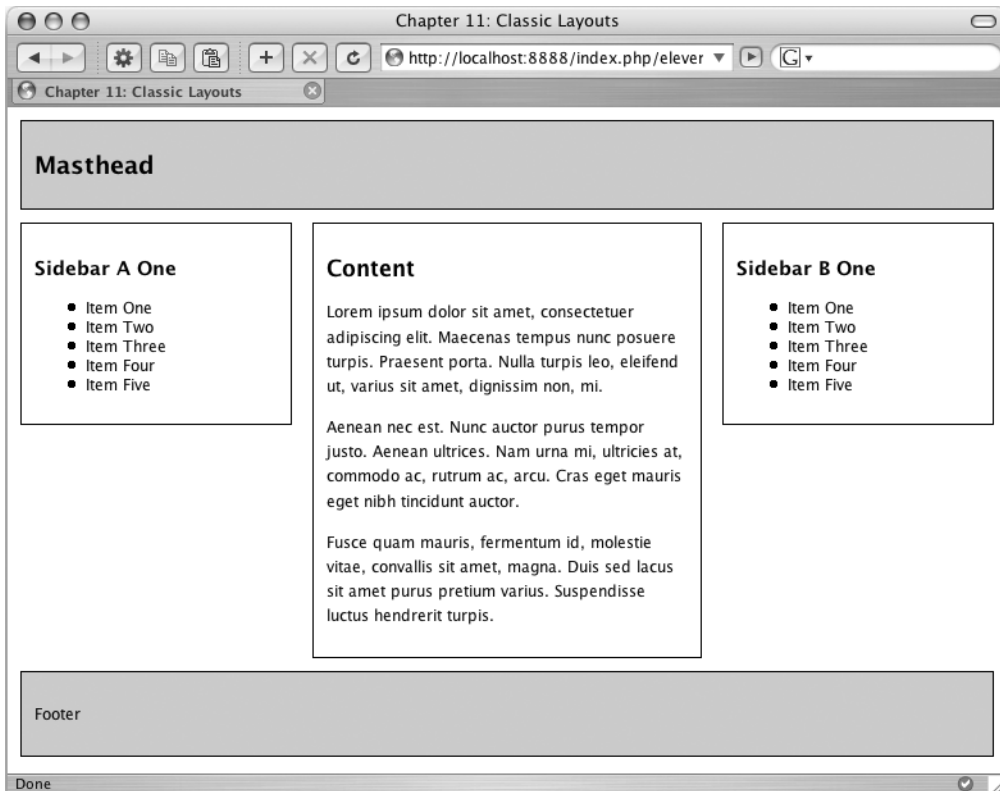 Chapter 11: Classic Layouts
http://localhost:8888/index.php/elever
G
Chapter 11: Classic Layouts
Masthead
Sidebar A One
Item One
Item Two
Item Three
Item Four
Item Five
Content
Lorem ipsum dolor sit amet, consectetuer
adipiscing elit. Maecenas tempus nunc posuere
turpis. Praesent porta. Nulla turpis leo, eleifend
ut, varius sit amet, dignissim non, mi.
Aenean nec est. Nunc auctor purus tempor
justo. Aenean ultrices. Nam urna mi, ultricies at,
commodo ac, rutrum ac, arcu. Cras eget mauris
eget nibh tincidunt auctor.
Fusce quam mauris, fermentum id, molestie
vitae, convallis sit amet, magna. Duis sed lacus
sit amet purus pretium varius. Suspendisse
luctus hendrerit turpis.
Sidebar B One
Item One
Item Two
Item Three
Item Four
Item Five
Footer
Done